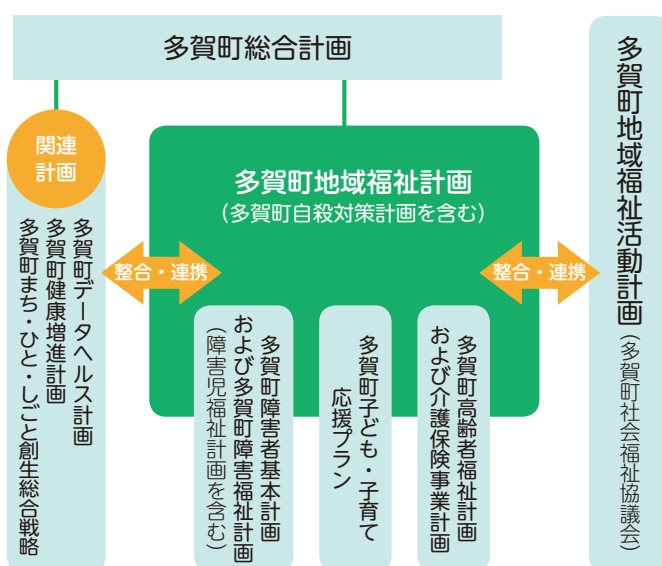 多賀町総合計画
関連
計画
多賀町データヘルス計画
多賀町健康増進計画
多賀町まち・ひと・しごと創生総合戦略
整合・連携
多賀町地域福祉計画
（多賀町自殺対策計画を含む）
多賀町障害者基本計画
および多賀町障害福祉計画
（障害児福祉計画を含む）
多賀町子ども・子育て
応援プラン
多賀町高齢者福祉計画
および介護保険事業計画
整合・連携
多賀町地域福祉活動計画（多賀町社会福祉協議会）